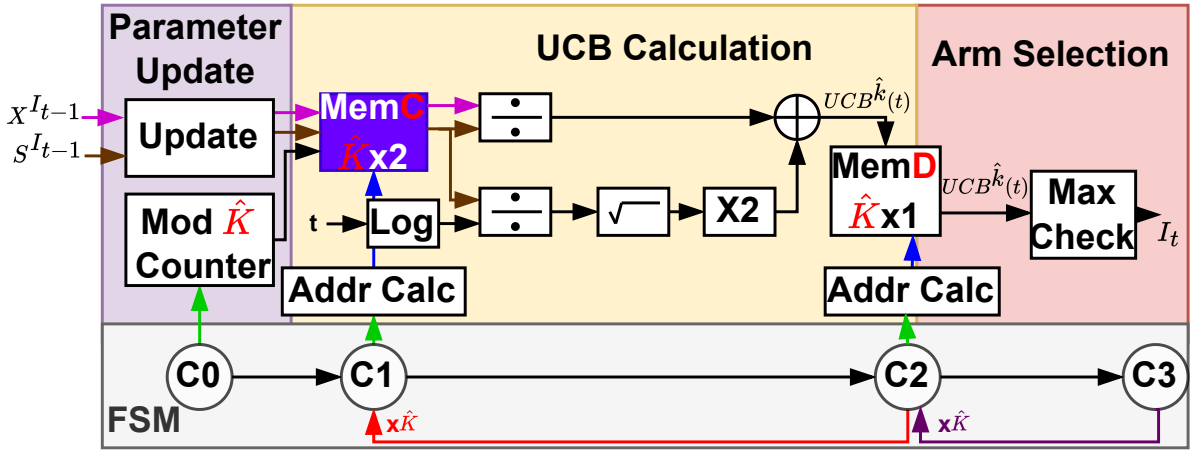 Parameter
Update
UCB Calculation
Arm Selection
X^{I_{t-1}}
S^{I_{t-1}}
Update
MemC
K̂x2
÷
÷
UCB^{k̂}(t)
MemD
K̂x1
UCB^{k̂}(t)
Max
Check
I_t
Mod K̂
Counter
t
Log
√
X2
Addr Calc
Addr Calc
C0
C1
C2
C3
FSM
xK̂
xK̂